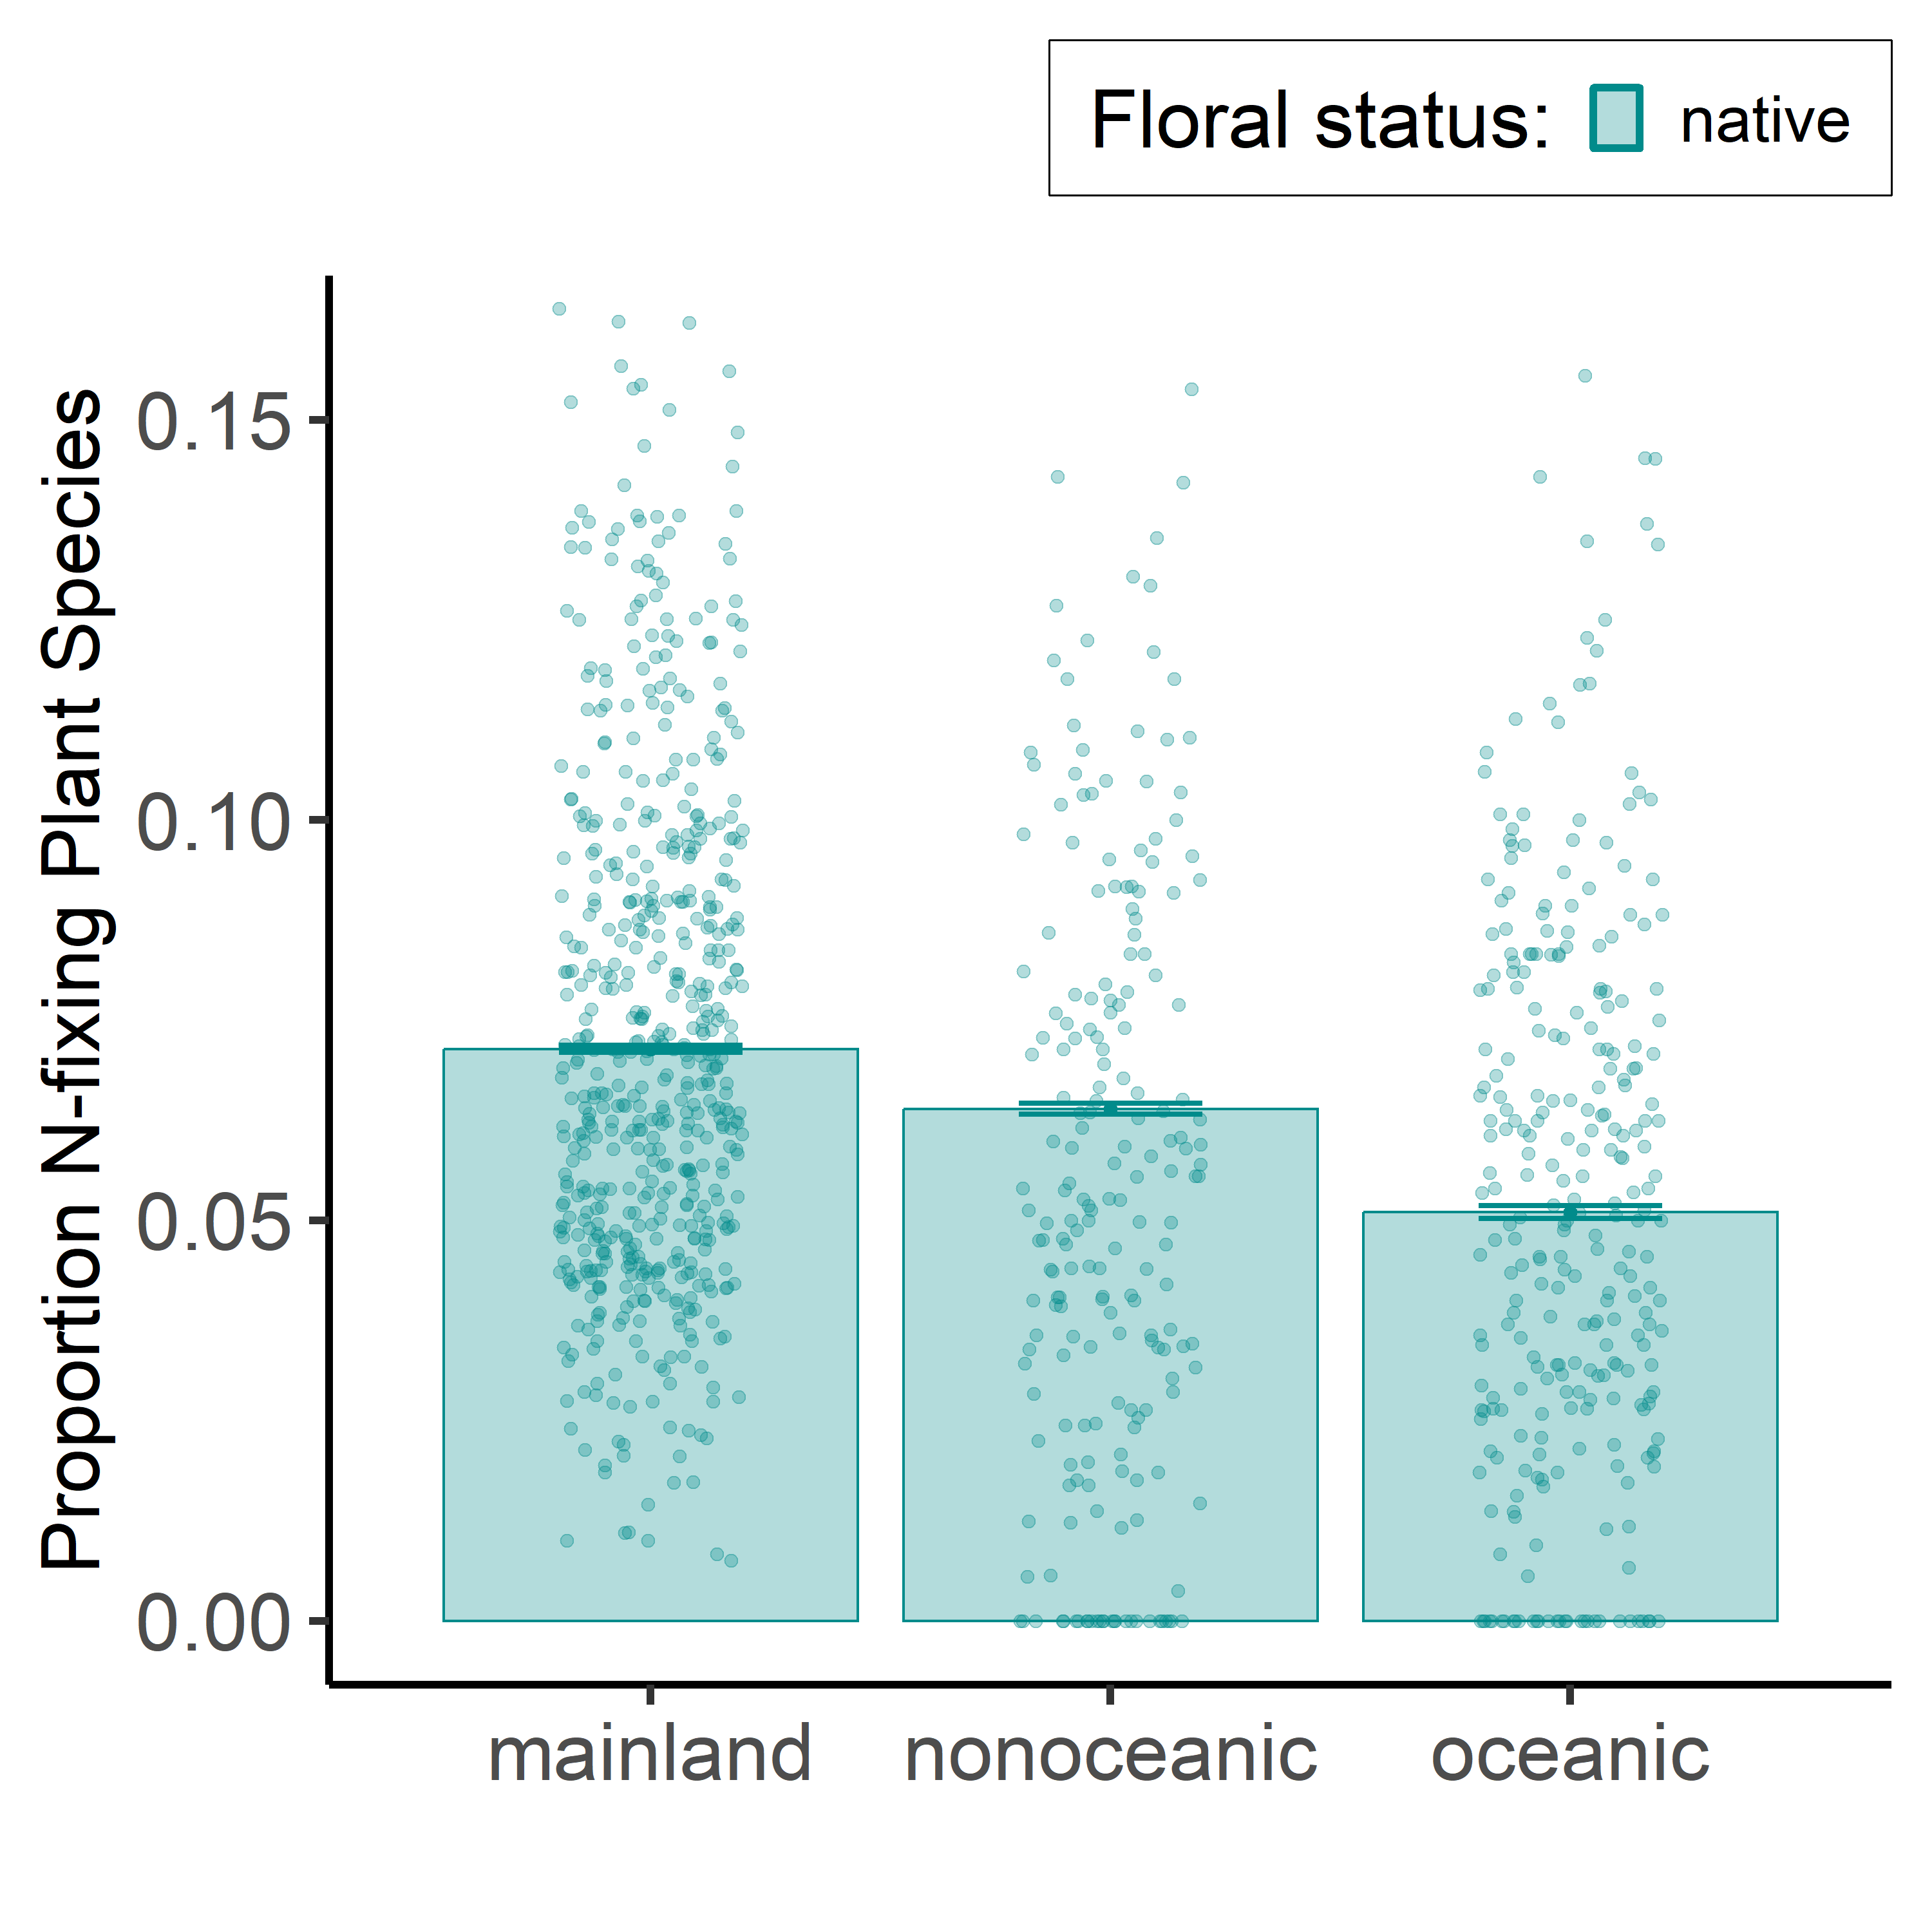 Floral status: native
Proportion N-fixing Plant Species
0.15
0.10
0.05
0.00
mainland nonoceanic oceanic